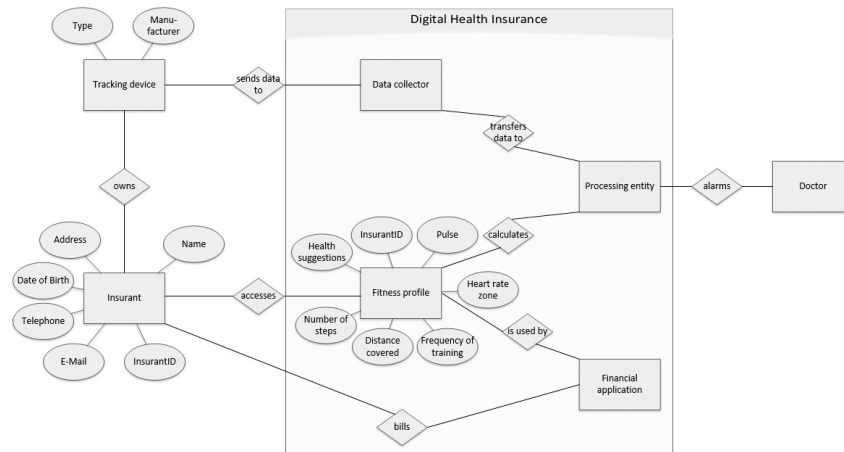 Digital Health Insurance
Type
Manu-
facturer
Tracking device
sends data
to
Data collector
transfers
data to
owns
Processing entity
alarms
Doctor
Address
Name
Date of Birth
Insurant
Telephone
E-Mail
InsurantID
accesses
Health
suggestions
InsurantID
Pulse
calculates
Fitness profile
Heart rate
zone
Number of
steps
Distance
covered
Frequency of
training
is used by
Financial
application
bills